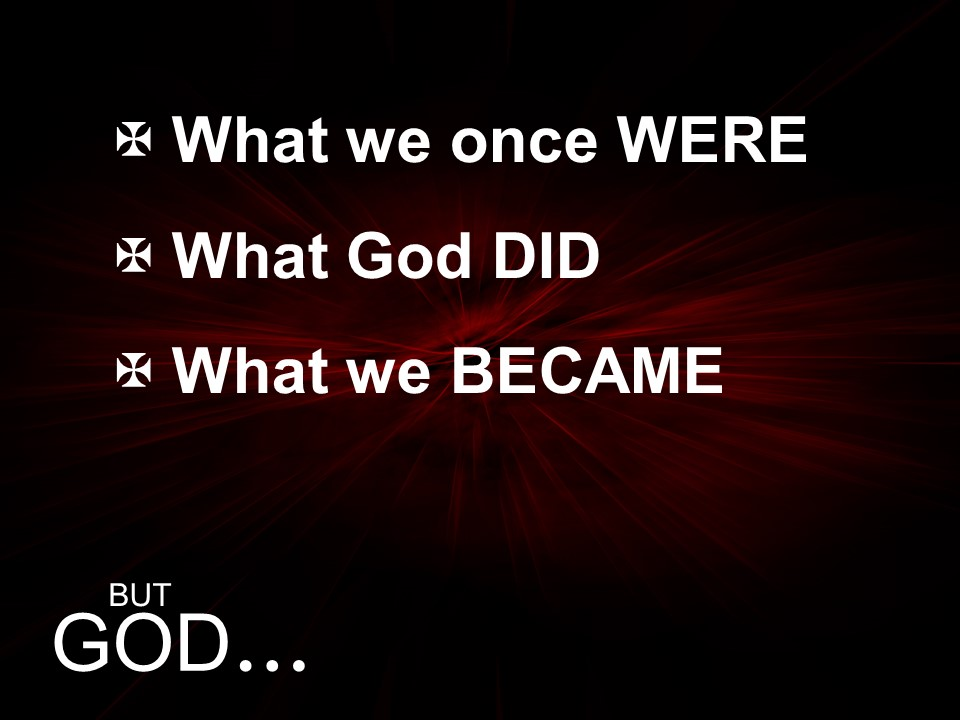 ✠ What we once WERE
✠ What God DID
✠ What we BECAME
BUT
GOD...